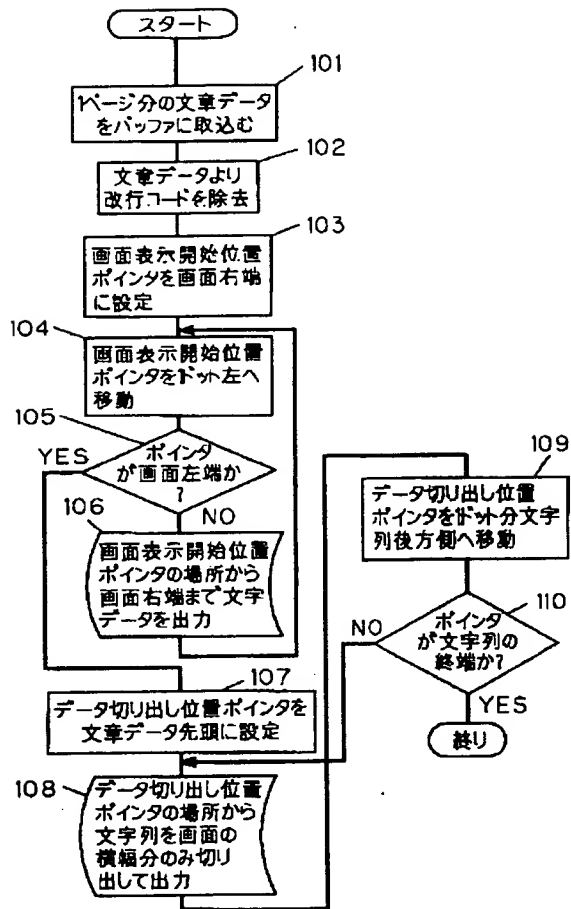 スタート
101
1ページ分の文章データ
をバッファに取込む
102
文章データより
改行コードを除去
103
画面表示開始位置
ポインタを画面右端
に設定
104
画面表示開始位置
ポインタを1ドット左へ
移動
105
ポインタ
が画面左端か
?
YES
NO
106
画面表示開始位置
ポインタの場所から
画面右端まで文字
データを出力
107
データ切り出し位置ポインタを
文章データ先頭に設定
108
データ切り出し位置
ポインタの場所から
文字列を画面の
横幅分のみ切り
出して出力
109
データ切り出し位置
ポインタを1ドット分文字
列後方側へ移動
110
ポインタ
が文字列の
終端か?
NO
YES
終り